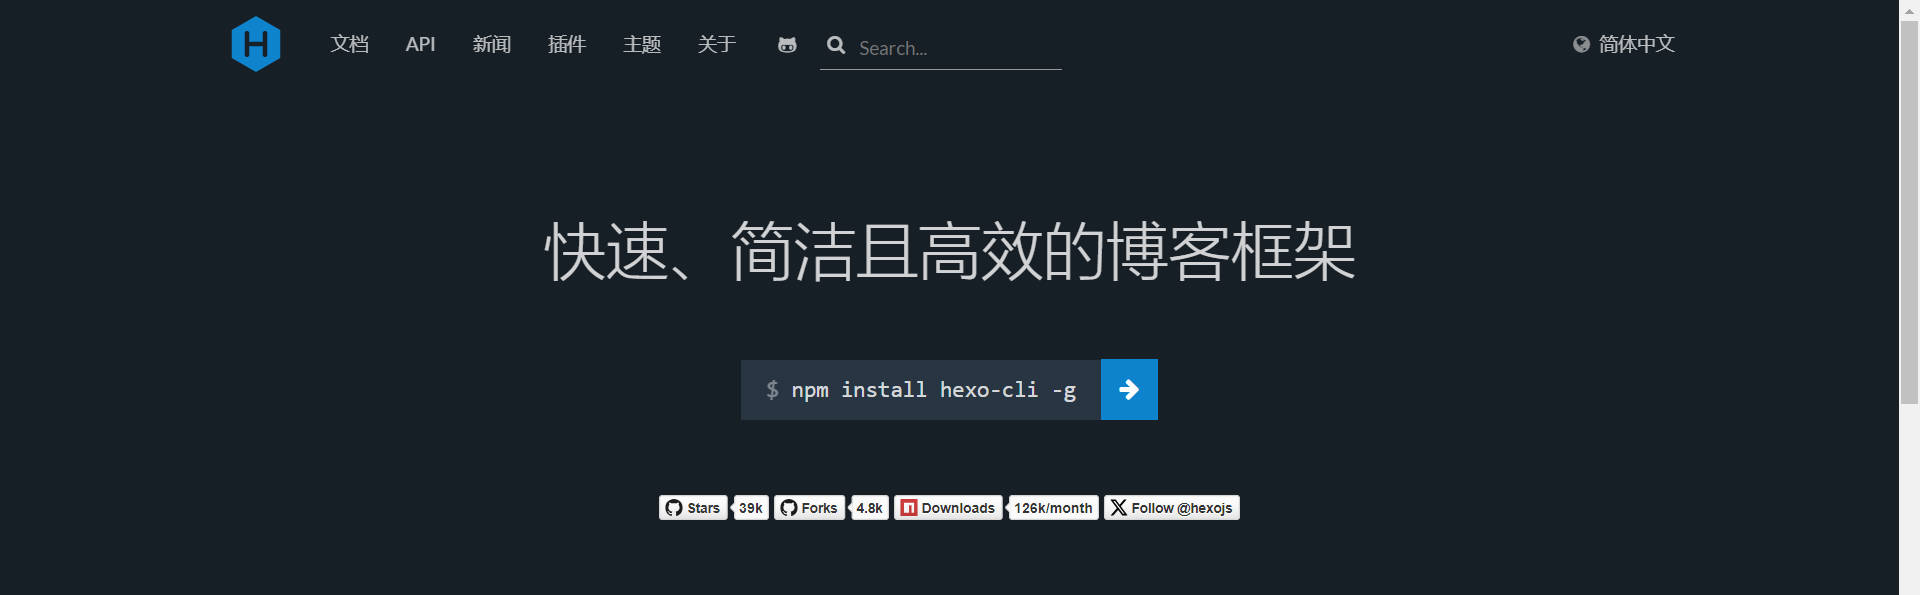 H 文档 API 新闻 插件 主题 关于 Search... 简体中文
快速、简洁且高效的博客框架
$ npm install hexo-cli -g
Stars 39k Forks 4.8k Downloads 126k/month Follow @hexojs